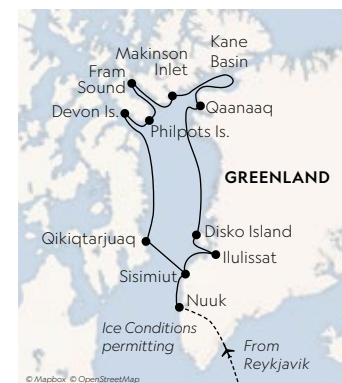 Kane
Basin
Makinson
Inlet
Fram
Sound
Devon Is.
Philpots Is.
Qaanaaq
GREENLAND
Qikiqtarjuaq
Disko Island
Ilulissat
Sisimiut
Nuuk
Ice Conditions
permitting
From
Reykjavik
© Mapbox © OpenStreetMap